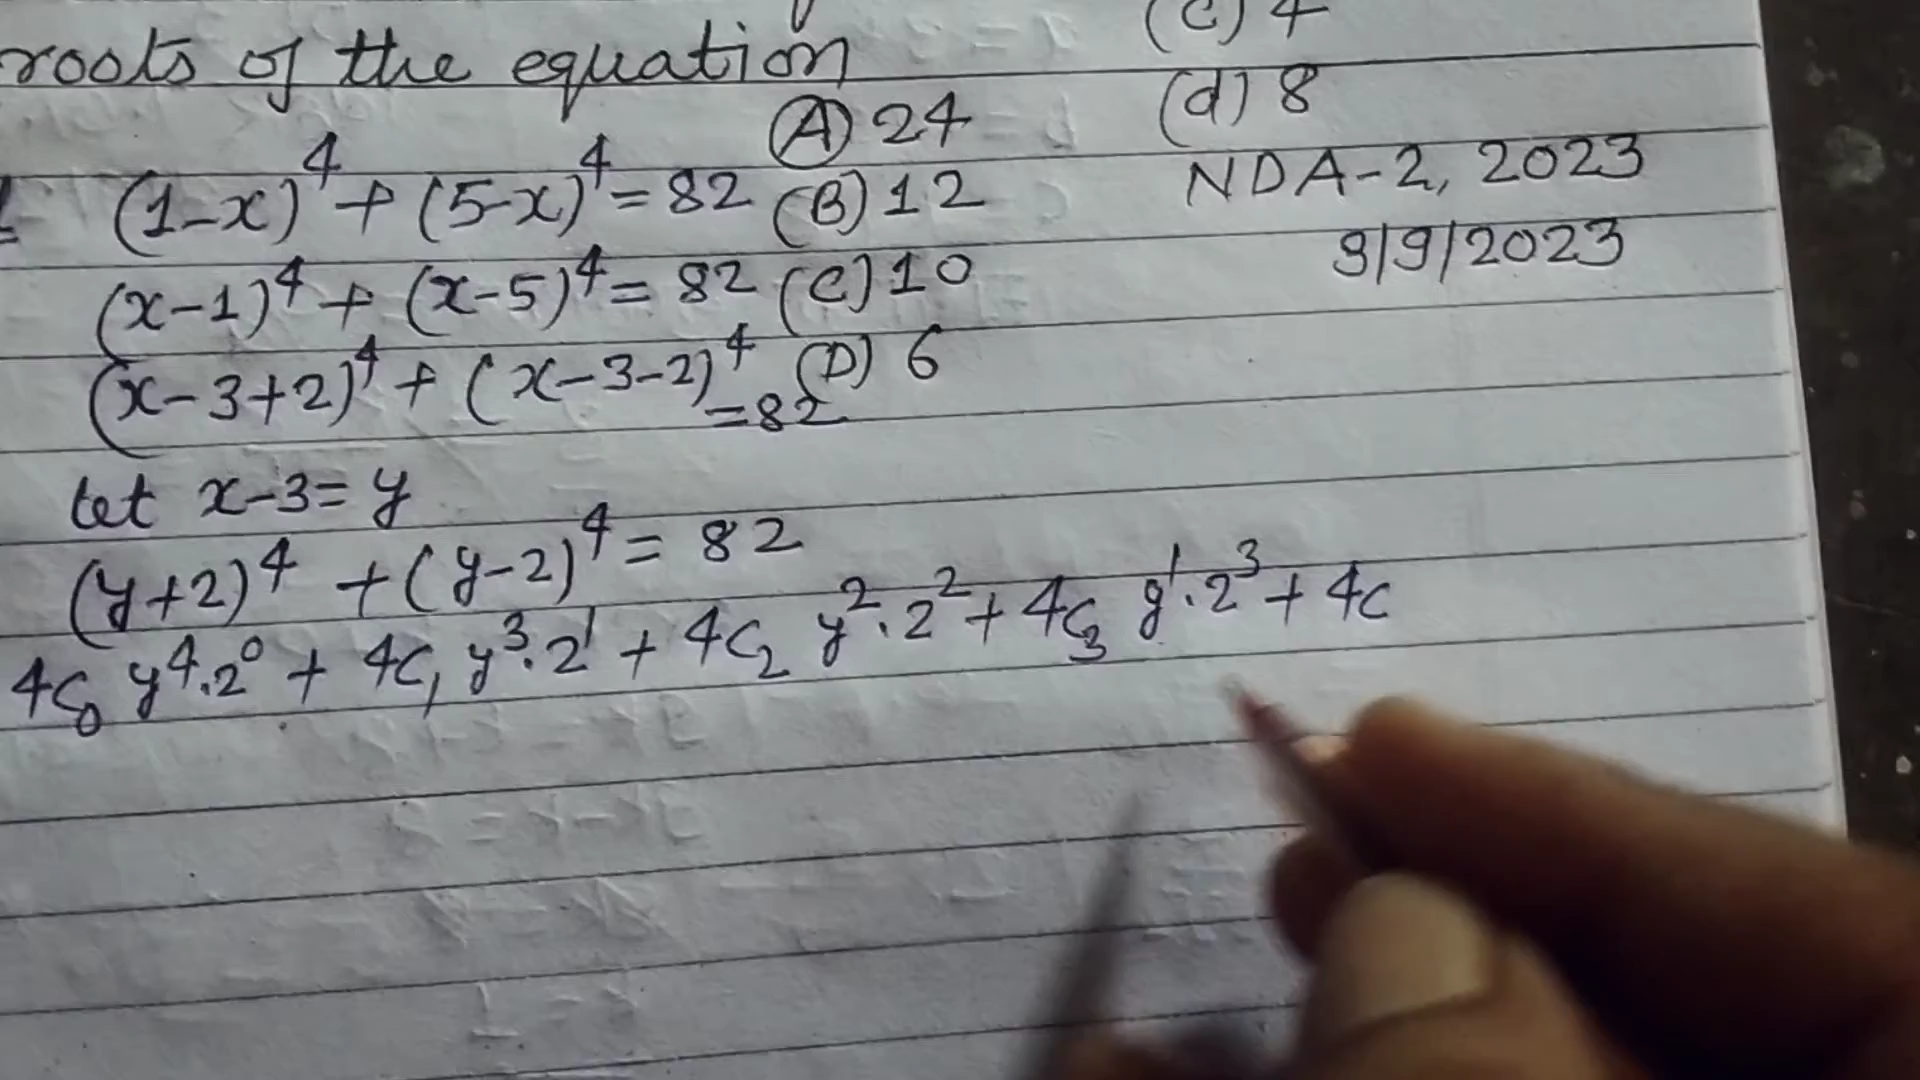 (c) 4
roots of the equation
(d) 8
(A) 24
(1-x)⁴ + (5-x)⁴ = 82 (B) 12
NDA-2, 2023
(x-1)⁴ + (x-5)⁴ = 82 (C) 10
9/9/2023
(x-3+2)⁴ + (x-3-2)⁴ (D) 6
=82
let x-3=y
(y+2)⁴ + (y-2)⁴ = 82
4C₀ y⁴.2⁰ + 4C₁ y³.2¹ + 4C₂ y².2² + 4C₃ y¹.2³ + 4C